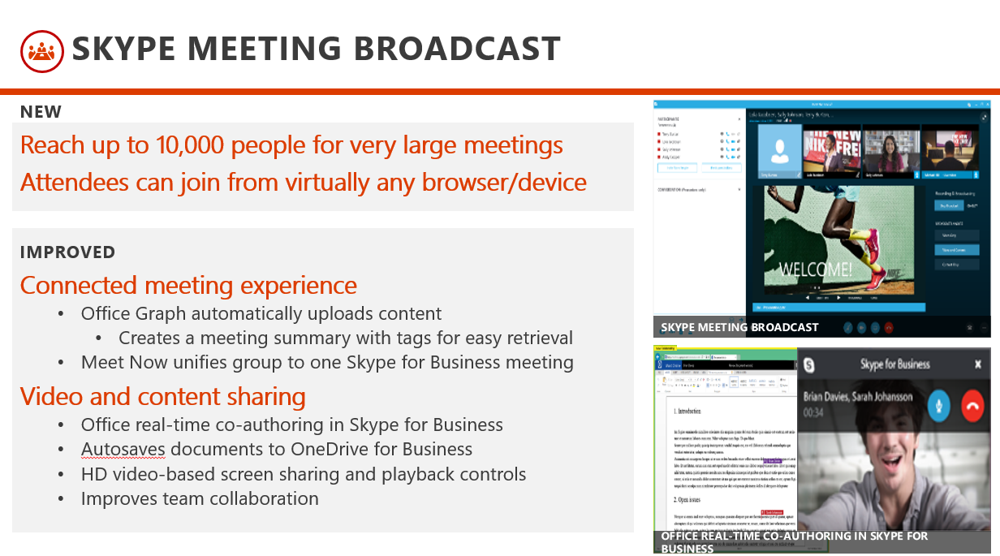 SKYPE MEETING BROADCAST
NEW
Reach up to 10,000 people for very large meetings
Attendees can join from virtually any browser/device
IMPROVED
Connected meeting experience
• Office Graph automatically uploads content
• Creates a meeting summary with tags for easy retrieval
• Meet Now unifies group to one Skype for Business meeting
Video and content sharing
• Office real-time co-authoring in Skype for Business
• Autosaves documents to OneDrive for Business
• HD video-based screen sharing and playback controls
• Improves team collaboration
PARTICIPANTS
WELCOME!
NIKE
SKYPE MEETING BROADCAST
1. Introduction
2. Open issues
Skype for Business
Brian Davies, Sarah Johansson
00:34
OFFICE REAL-TIME CO-AUTHORING IN SKYPE FOR
BUSINESS